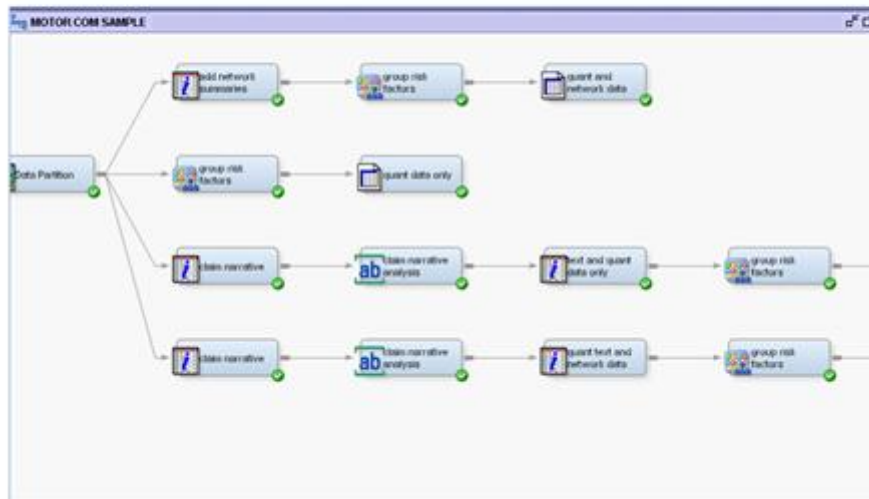 MOTOR.COM SAMPLE
add network
summaries
group risk
factors
quant and
network data
Data Partition
group risk
factors
quant data only
claim narrative
ab
claim narrative
analysis
text and quant
data only
group risk
factors
claim narrative
ab
claim narrative
analysis
quant text and
network data
group risk
factors